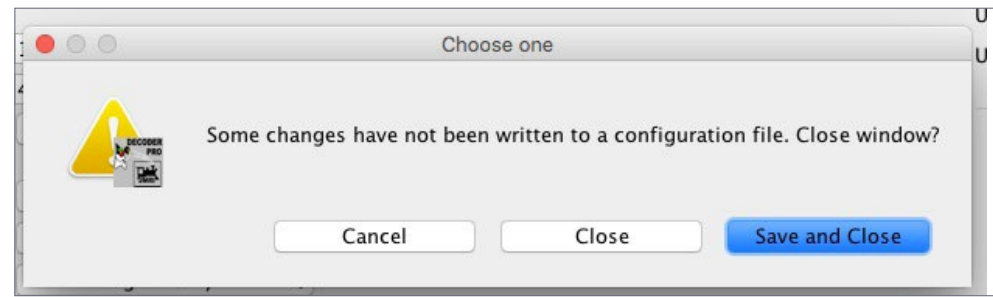 Choose one
Some changes have not been written to a configuration file. Close window?
DECODER
PRO
Cancel
Close
Save and Close